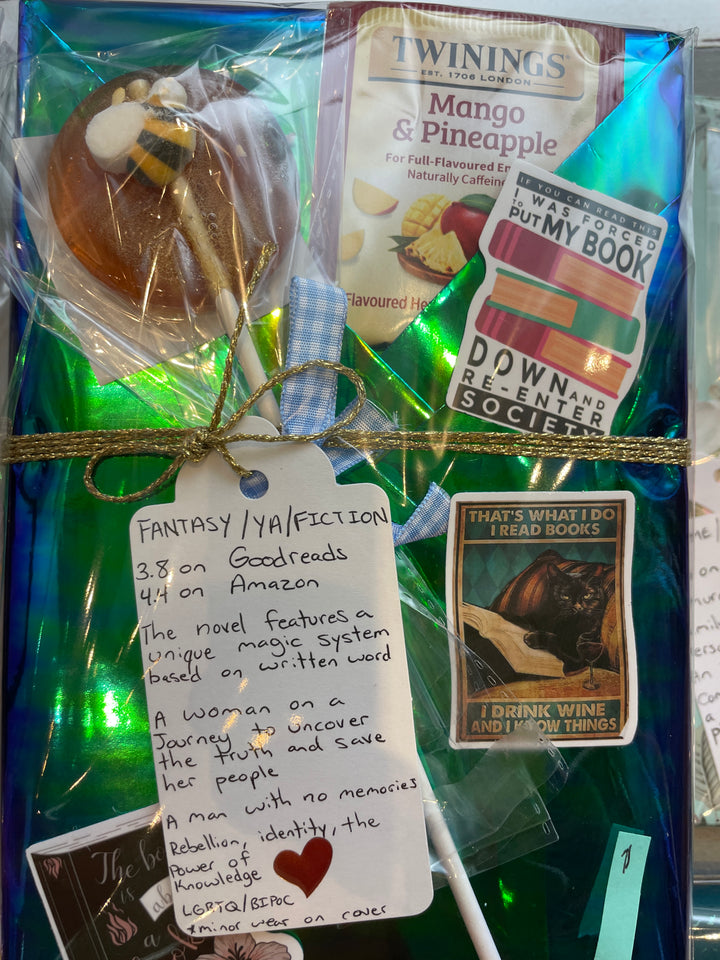 TWININGS
EST. 1706 LONDON
Mango
& Pineapple
For Full-Flavoured
Naturally
Flavoured
IF YOU CAN READ THIS
I WAS FORCED
TO PUT MY BOOK
DOWN AND
RE-ENTER
SOCIETY
FANTASY/YA/FICTION
3.8 on Goodreads
4.4 on Amazon
The novel features a
unique magic system
based on written word
A woman on a
Journey to uncover
the truth and save
her people
A man with no memories
Rebellion, identity, the
Power of
Knowledge
LGBTQ/BIPOC
*minor wear on cover
THAT'S WHAT I DO
I READ BOOKS
I DRINK WINE
AND I KNOW THINGS
The
is
a